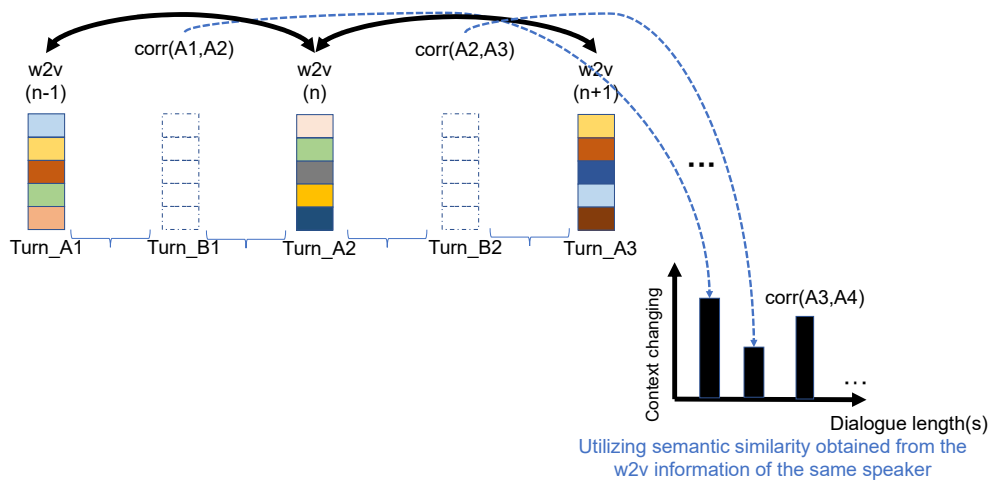 corr(A1,A2)
corr(A2,A3)
w2v
(n-1)
w2v
(n)
w2v
(n+1)
...
Turn_A1
Turn_B1
Turn_A2
Turn_B2
Turn_A3
corr(A3,A4)
Context changing
...
Dialogue length(s)
Utilizing semantic similarity obtained from the
w2v information of the same speaker